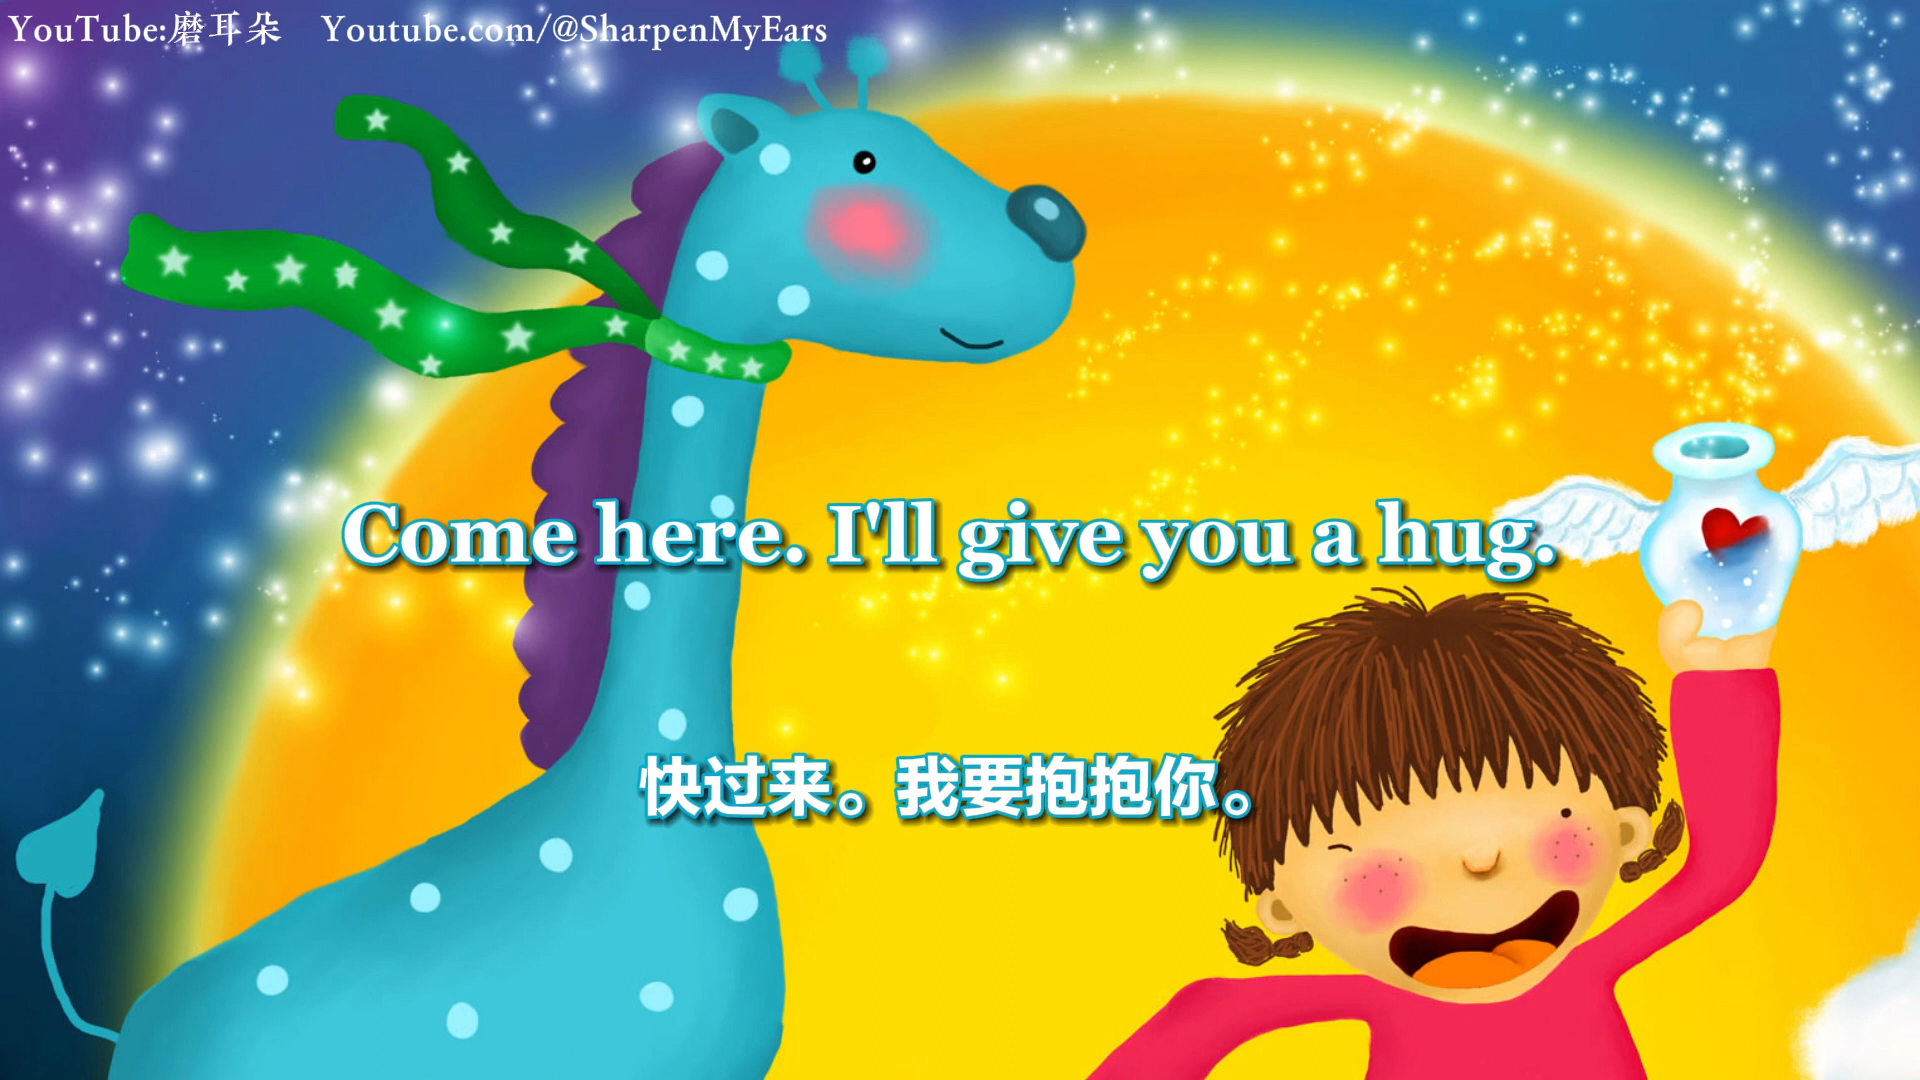 YouTube:磨耳朵 Youtube.com/@SharpenMyEars
Come here. I'll give you a hug.
快过来。我要抱抱你。